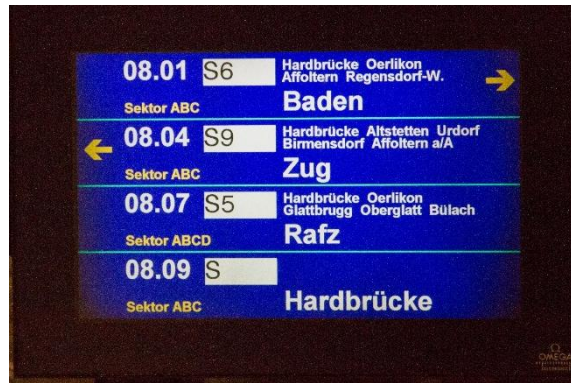 08.01 S6 Hardbrücke Oerlikon
Affoltern Regensdorf-W.
Sektor ABC Baden
08.04 S9 Hardbrücke Altstetten Urdorf
Birmensdorf Affoltern a/A
Sektor ABC Zug
08.07 S5 Hardbrücke Oerlikon
Glattbrugg Oberglatt Bülach
Sektor ABCD Rafz
08.09 S
Sektor ABC Hardbrücke
OMEGA